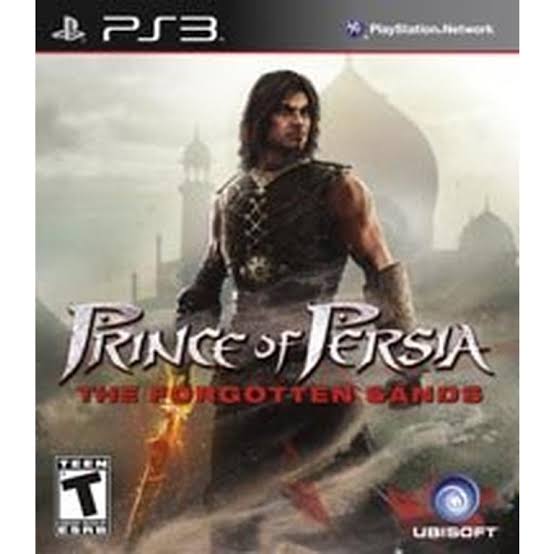 PS3
PlayStation Network
PRINCE OF PERSIA
THE FORGOTTEN SANDS
TEEN
T
ESRB
UBISOFT